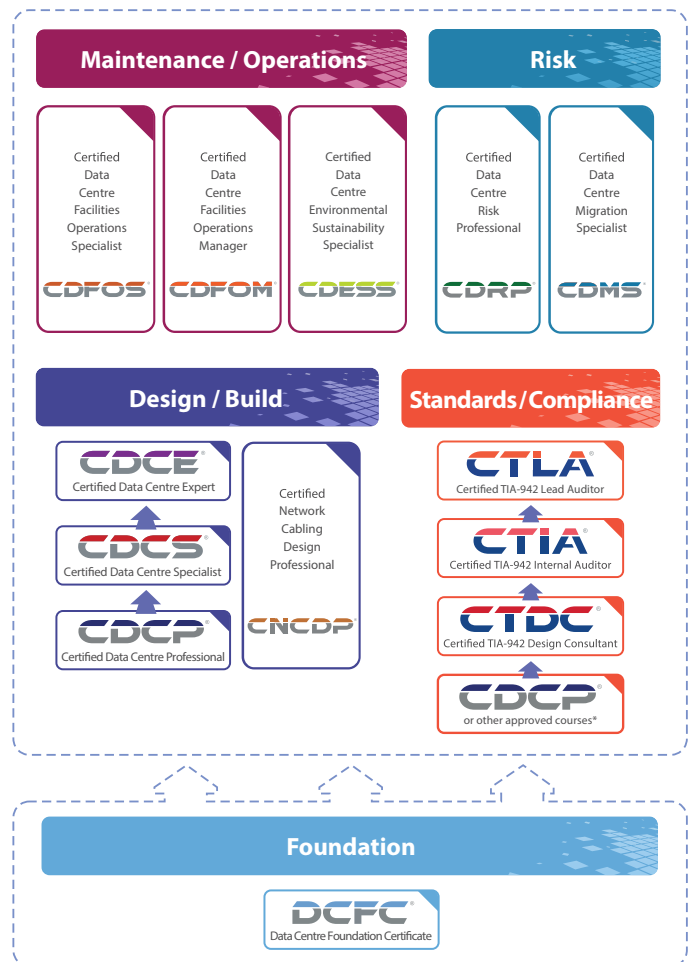 Maintenance / Operations
Certified
Data
Centre
Facilities
Operations
Specialist
CDFOS®
Certified
Data
Centre
Facilities
Operations
Manager
CDFOM®
Certified
Data
Centre
Environmental
Sustainability
Specialist
CDESS®
Risk
Certified
Data
Centre
Risk
Professional
CDRP®
Certified
Data
Centre
Migration
Specialist
CDMS®
Design / Build
CDCE®
Certified Data Centre Expert
CDCS®
Certified Data Centre Specialist
CDCP®
Certified Data Centre Professional
Certified
Network
Cabling
Design
Professional
CNCDP®
Standards/Compliance
CTLA®
Certified TIA-942 Lead Auditor
CTIA®
Certified TIA-942 Internal Auditor
CTDC®
Certified TIA-942 Design Consultant
CDCP®
or other approved courses*
Foundation
DCFC®
Data Centre Foundation Certificate